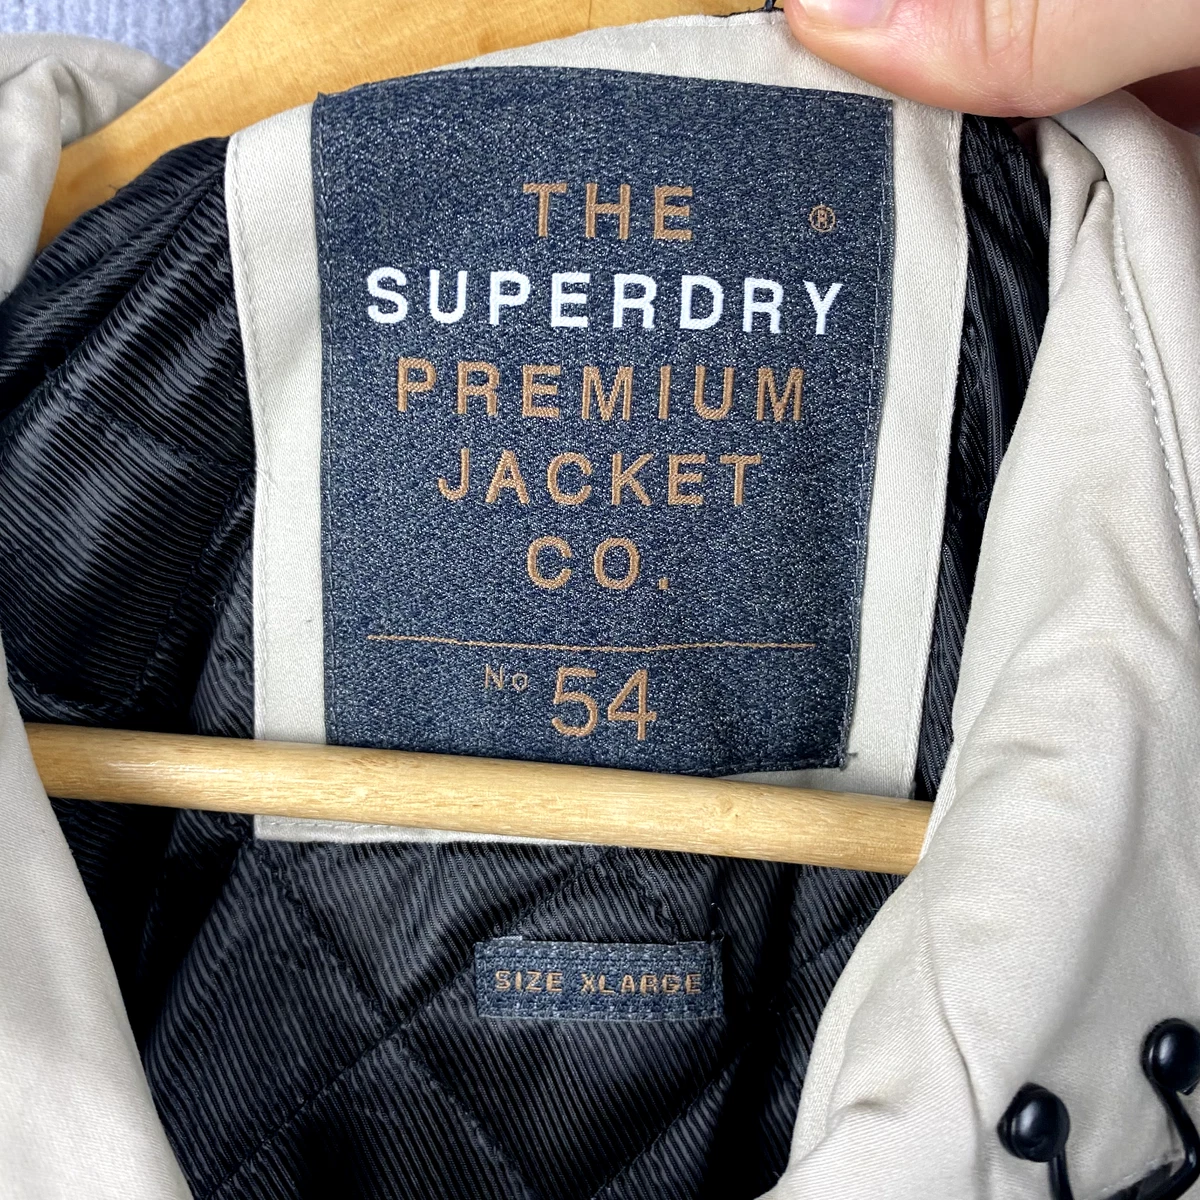 THE ®
SUPERDRY
PREMIUM
JACKET
CO.
No 54
SIZE XLARGE